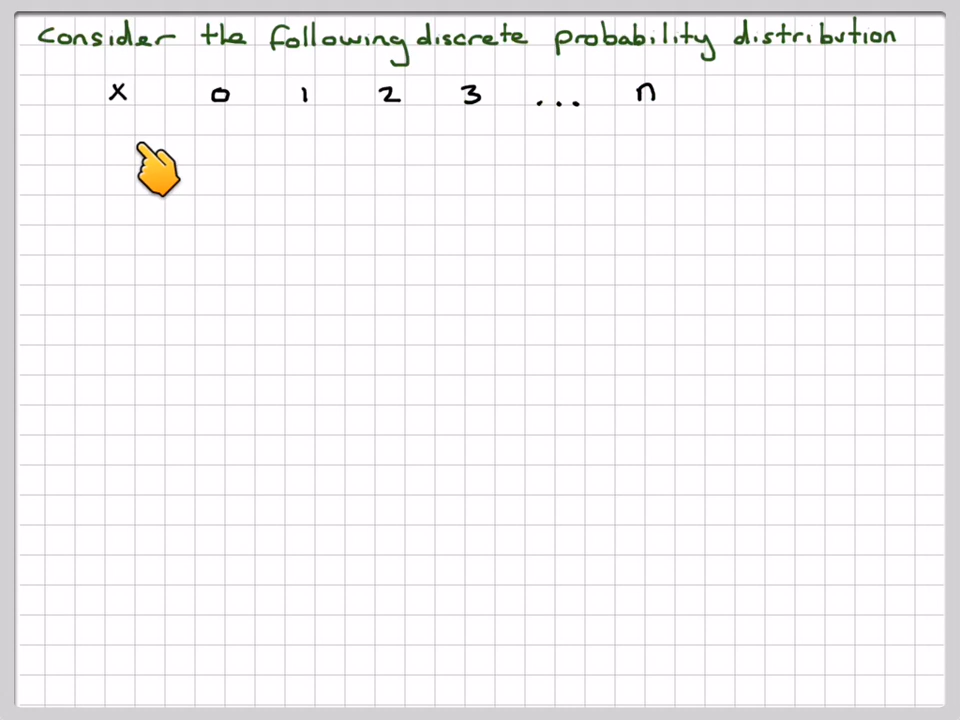 Consider the following discrete probability distribution
x 0 1 2 3 ... n